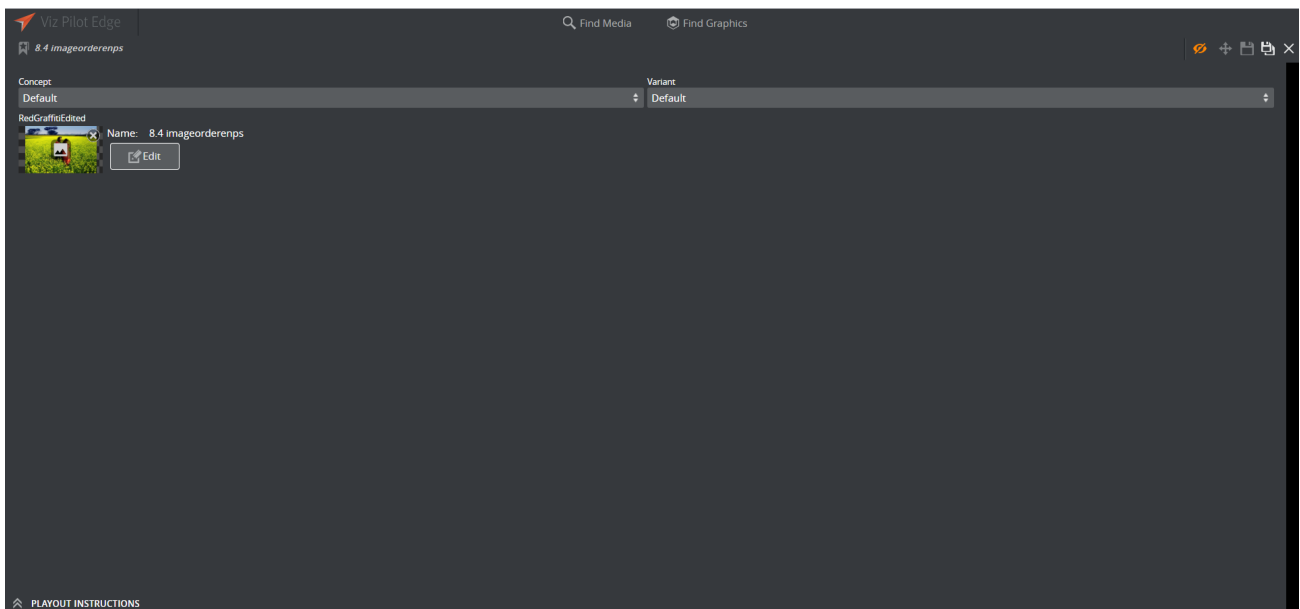 Viz Pilot Edge
Find Media
Find Graphics
8.4 imageorderenps
Concept
Variant
Default
Default
RedGraffitiEdited
Name: 8.4 imageorderenps
Edit
PLAYOUT INSTRUCTIONS